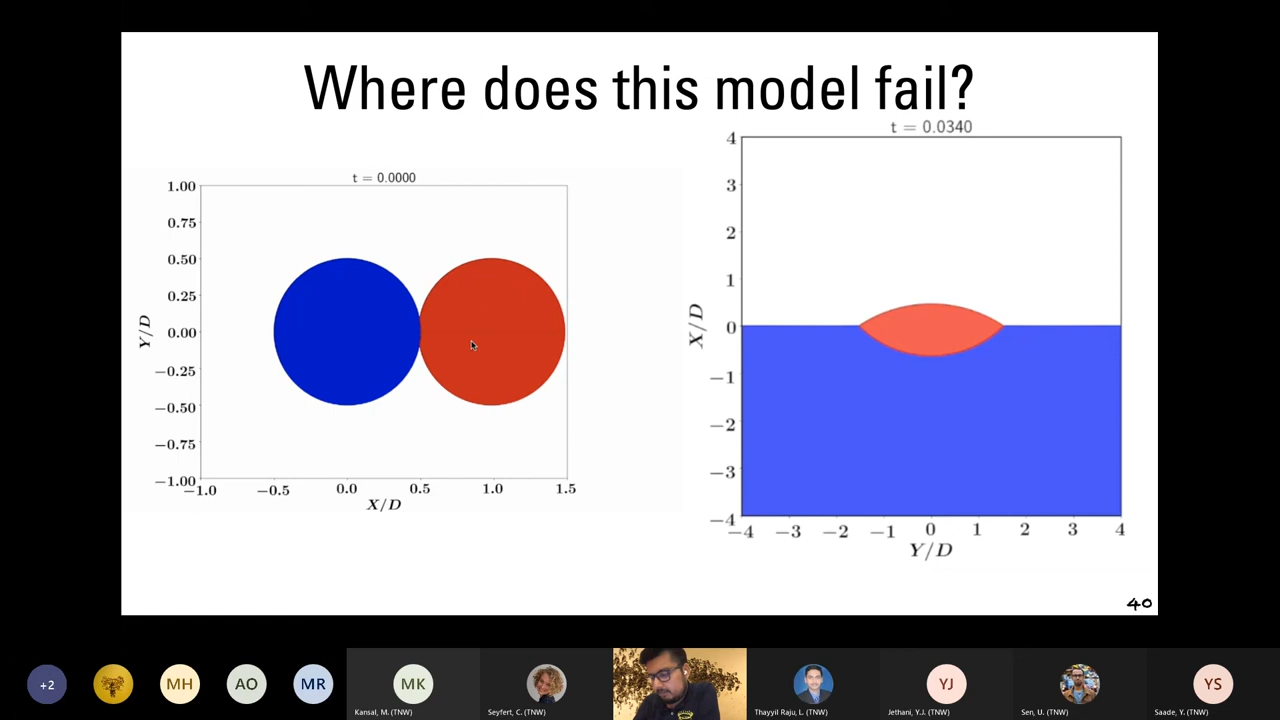 Where does this model fail?
t = 0.0000
1.00
0.75
0.50
0.25
0.00
−0.25
−0.50
−0.75
−1.00
−1.0 −0.5 0.0 0.5 1.0 1.5
X/D
Y/D
t = 0.0340
4
3
2
1
0
−1
−2
−3
−4
−4 −3 −2 −1 0 1 2 3 4
Y/D
X/D
40
+2
MH
AO
MR
MK
YJ
YS
Kansal, M. (TNW)
Seyfert, C. (TNW)
Thayyil Raju, L. (TNW)
Jethani, Y.J. (TNW)
Sen, U. (TNW)
Saade, Y. (TNW)